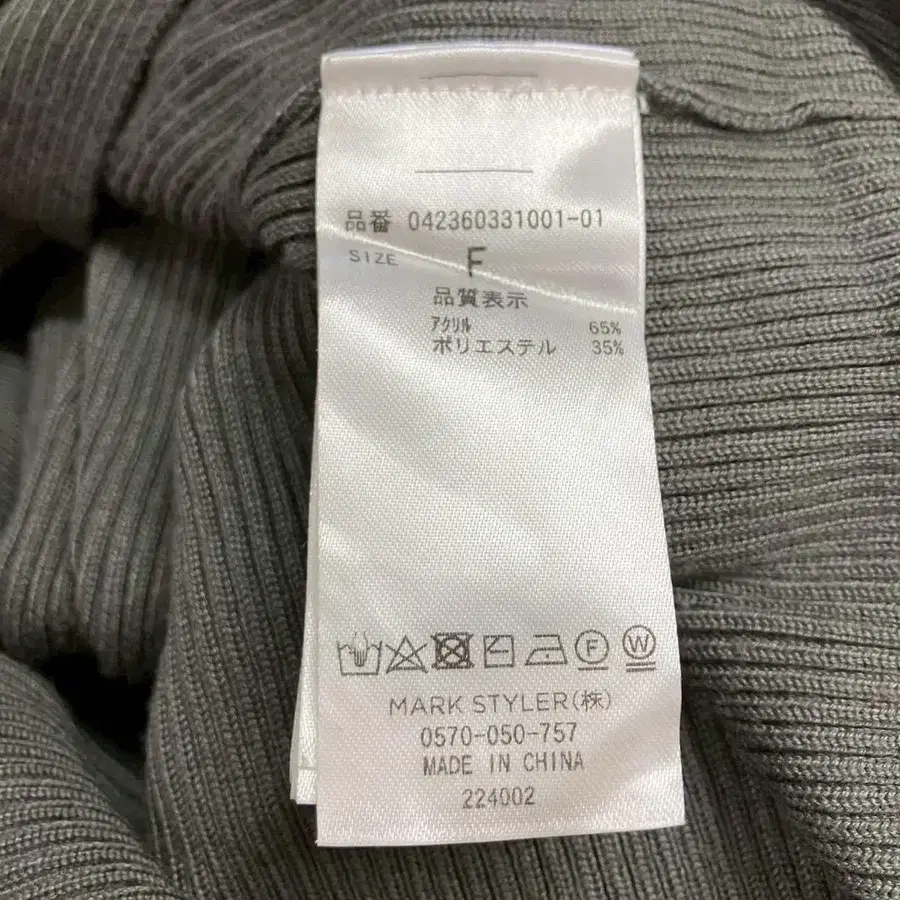 品番 042360331001-01
SIZE F
品質表示
アクリル 65%
ポリエステル 35%
F W
MARK STYLER(株)
0570-050-757
MADE IN CHINA
224002